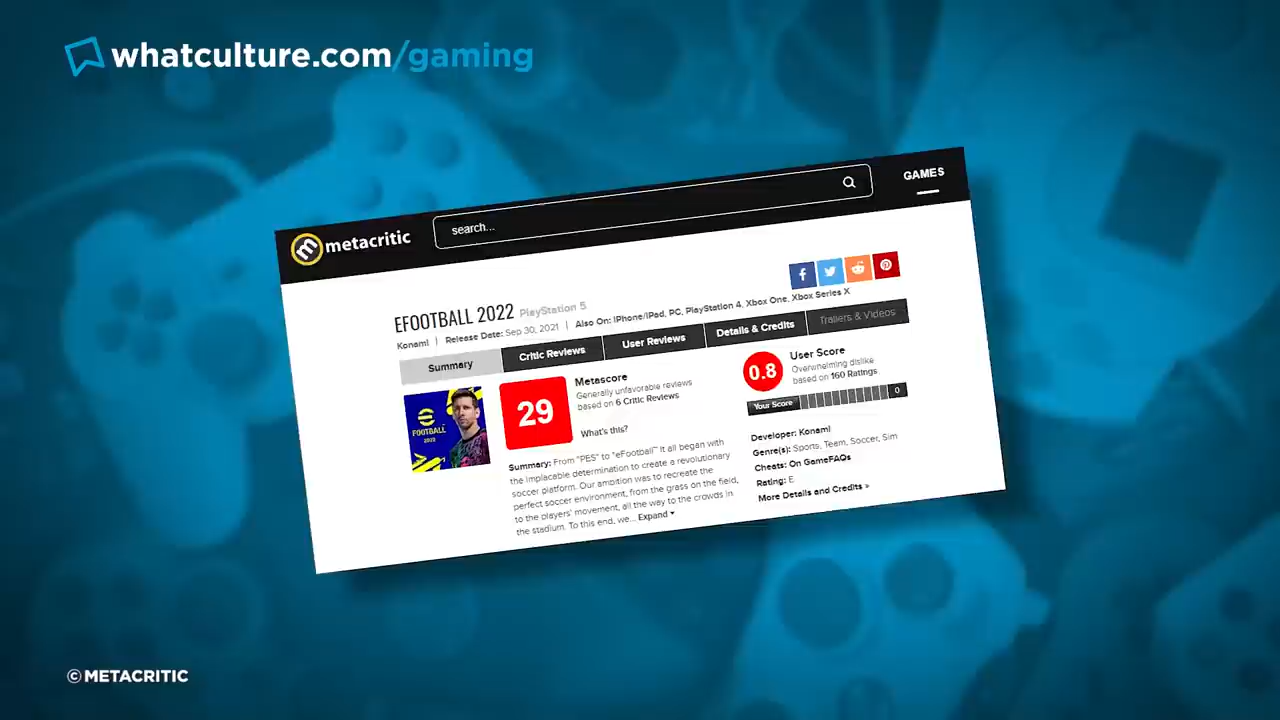 whatculture.com/gaming
metacritic
search...
GAMES
EFOOTBALL 2022 PlayStation 5
Konami | Release Date: Sep 30, 2021 | Also On: iPhone/iPad, PC, PlayStation 4, Xbox One, Xbox Series X
Summary
Critic Reviews
User Reviews
Details & Credits
Trailers & Videos
e
FOOTBALL
2022
29
Metascore
Generally unfavorable reviews
based on 6 Critic Reviews
What's this?
Summary: From "PES" to "eFootball" It all began with
the implacable determination to create a revolutionary
soccer platform. Our ambition was to recreate the
perfect soccer environment, from the grass on the field,
to the players' movement, all the way to the crowds in
the stadium. To this end, we... Expand
0.8
User Score
Overwhelming dislike
based on 160 Ratings
Your Score
0
Developer: Konami
Genre(s): Sports, Team, Soccer, Sim
Cheats: On GameFAQs
Rating: E
More Details and Credits »
© METACRITIC